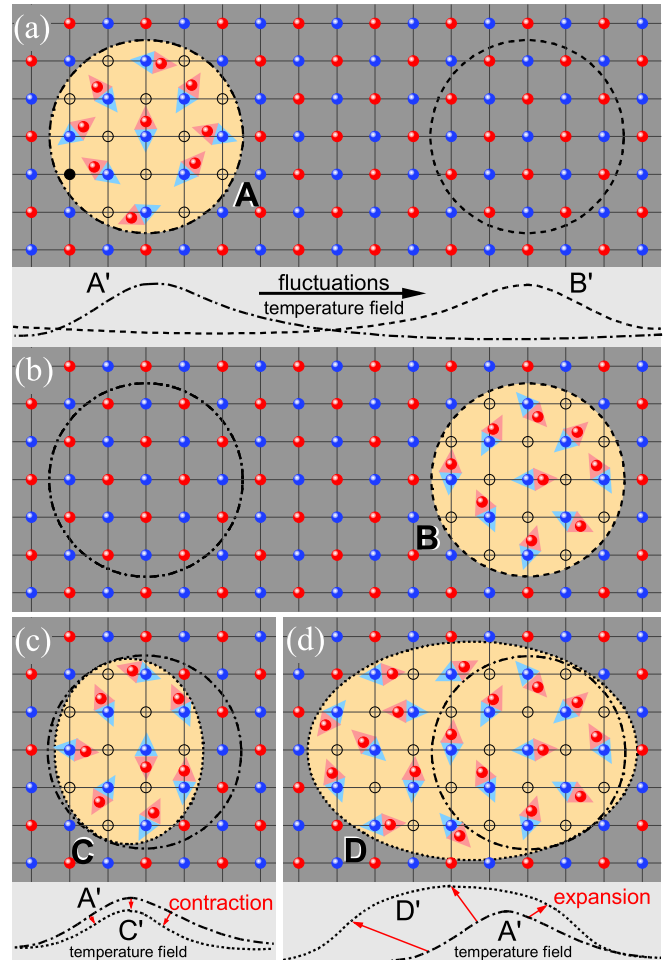 (a)
A
A'
fluctuations
B'
temperature field
(b)
B
(c)
(d)
C
D
A'
contraction
C'
temperature field
D'
expansion
A'
temperature field